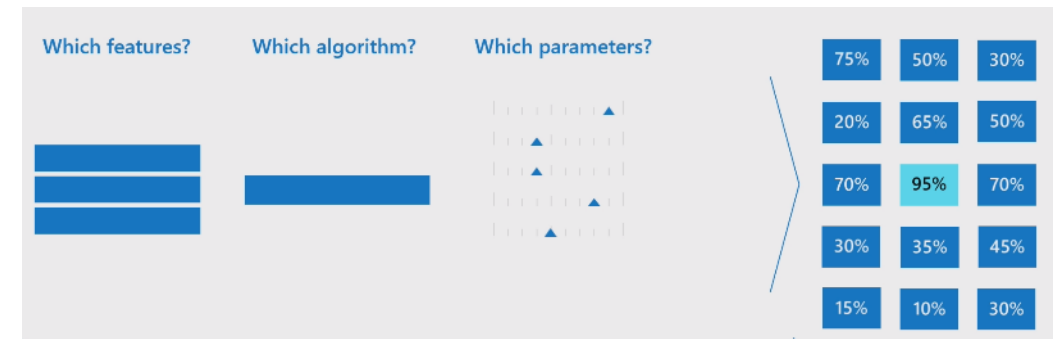 Which features? Which algorithm? Which parameters?
75% 50% 30%
20% 65% 50%
70% 95% 70%
30% 35% 45%
15% 10% 30%